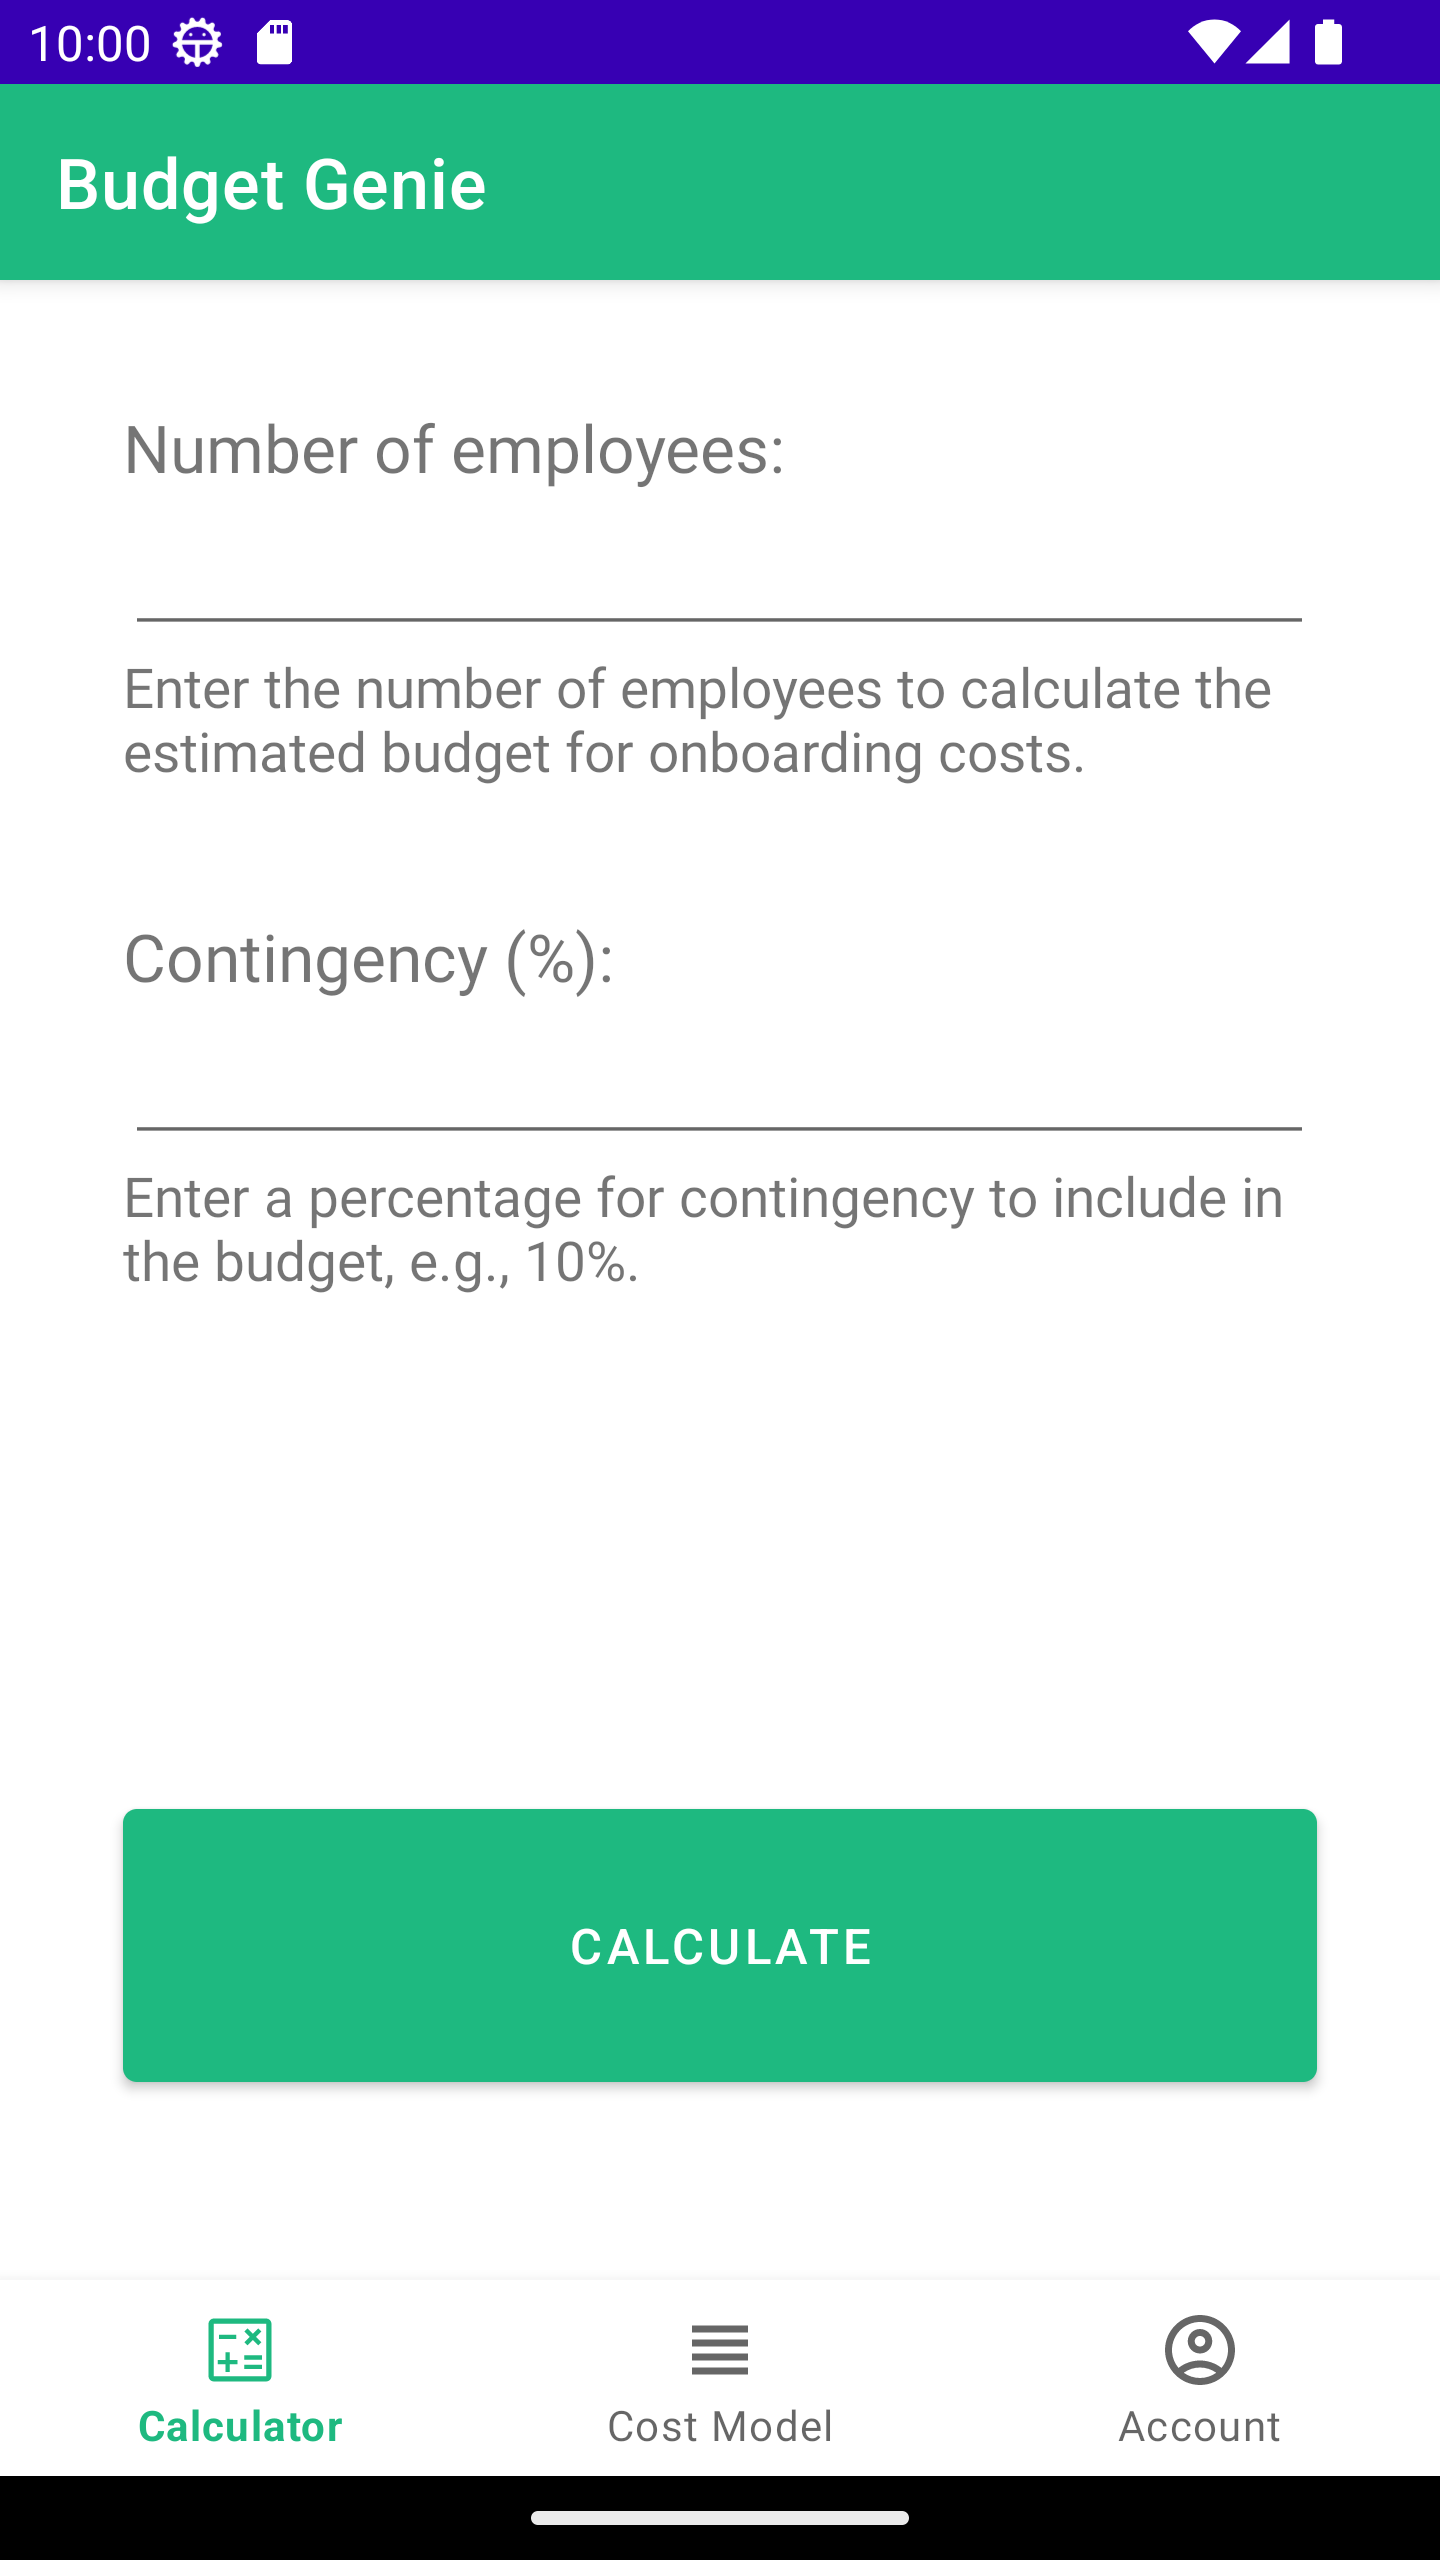 10:00
Budget Genie
Number of employees:
Enter the number of employees to calculate the
estimated budget for onboarding costs.
Contingency (%):
Enter a percentage for contingency to include in
the budget, e.g., 10%.
CALCULATE
Calculator
Cost Model
Account